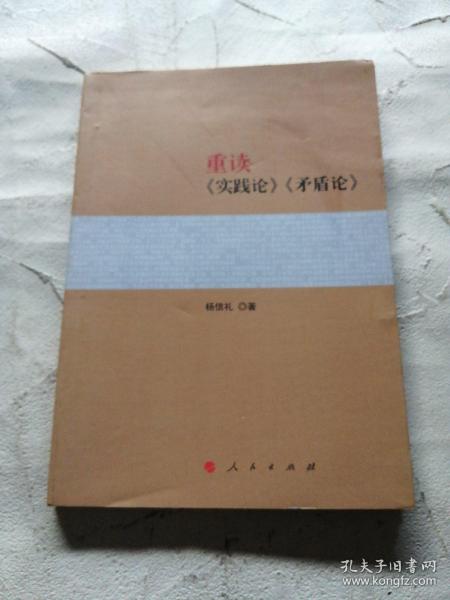 重读
《实践论》《矛盾论》
杨信礼 ◎著
人民出版社
孔夫子旧书网
www.kongfz.com